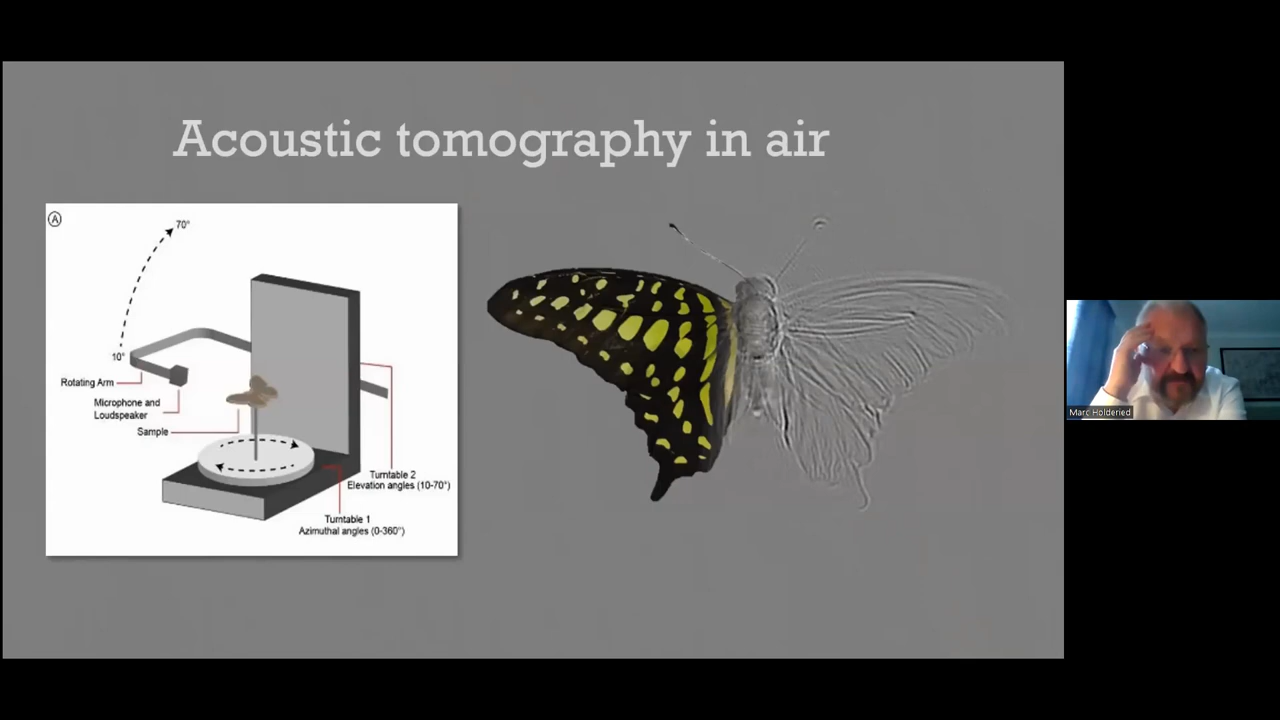 Acoustic tomography in air
Ⓐ
70°
10°
Rotating Arm
Microphone and
Loudspeaker
Sample
Turntable 2
Elevation angles (10-70°)
Turntable 1
Azimuthal angles (0-360°)
Marc Holderied